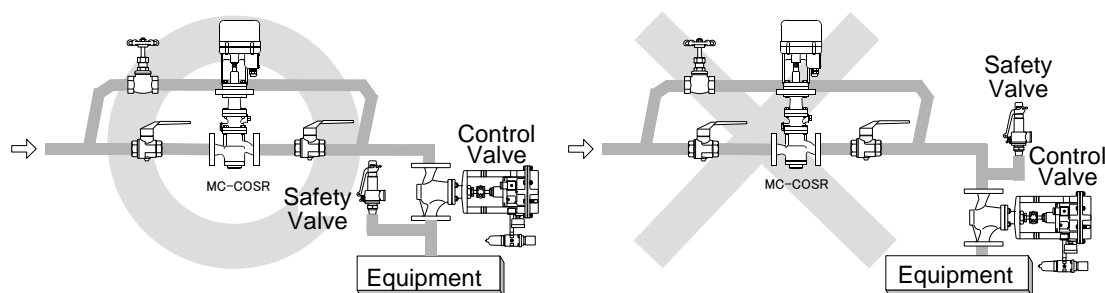 MC-COSR
Control
Valve
Safety
Valve
Equipment
Safety
Valve
MC-COSR
Control
Valve
Equipment